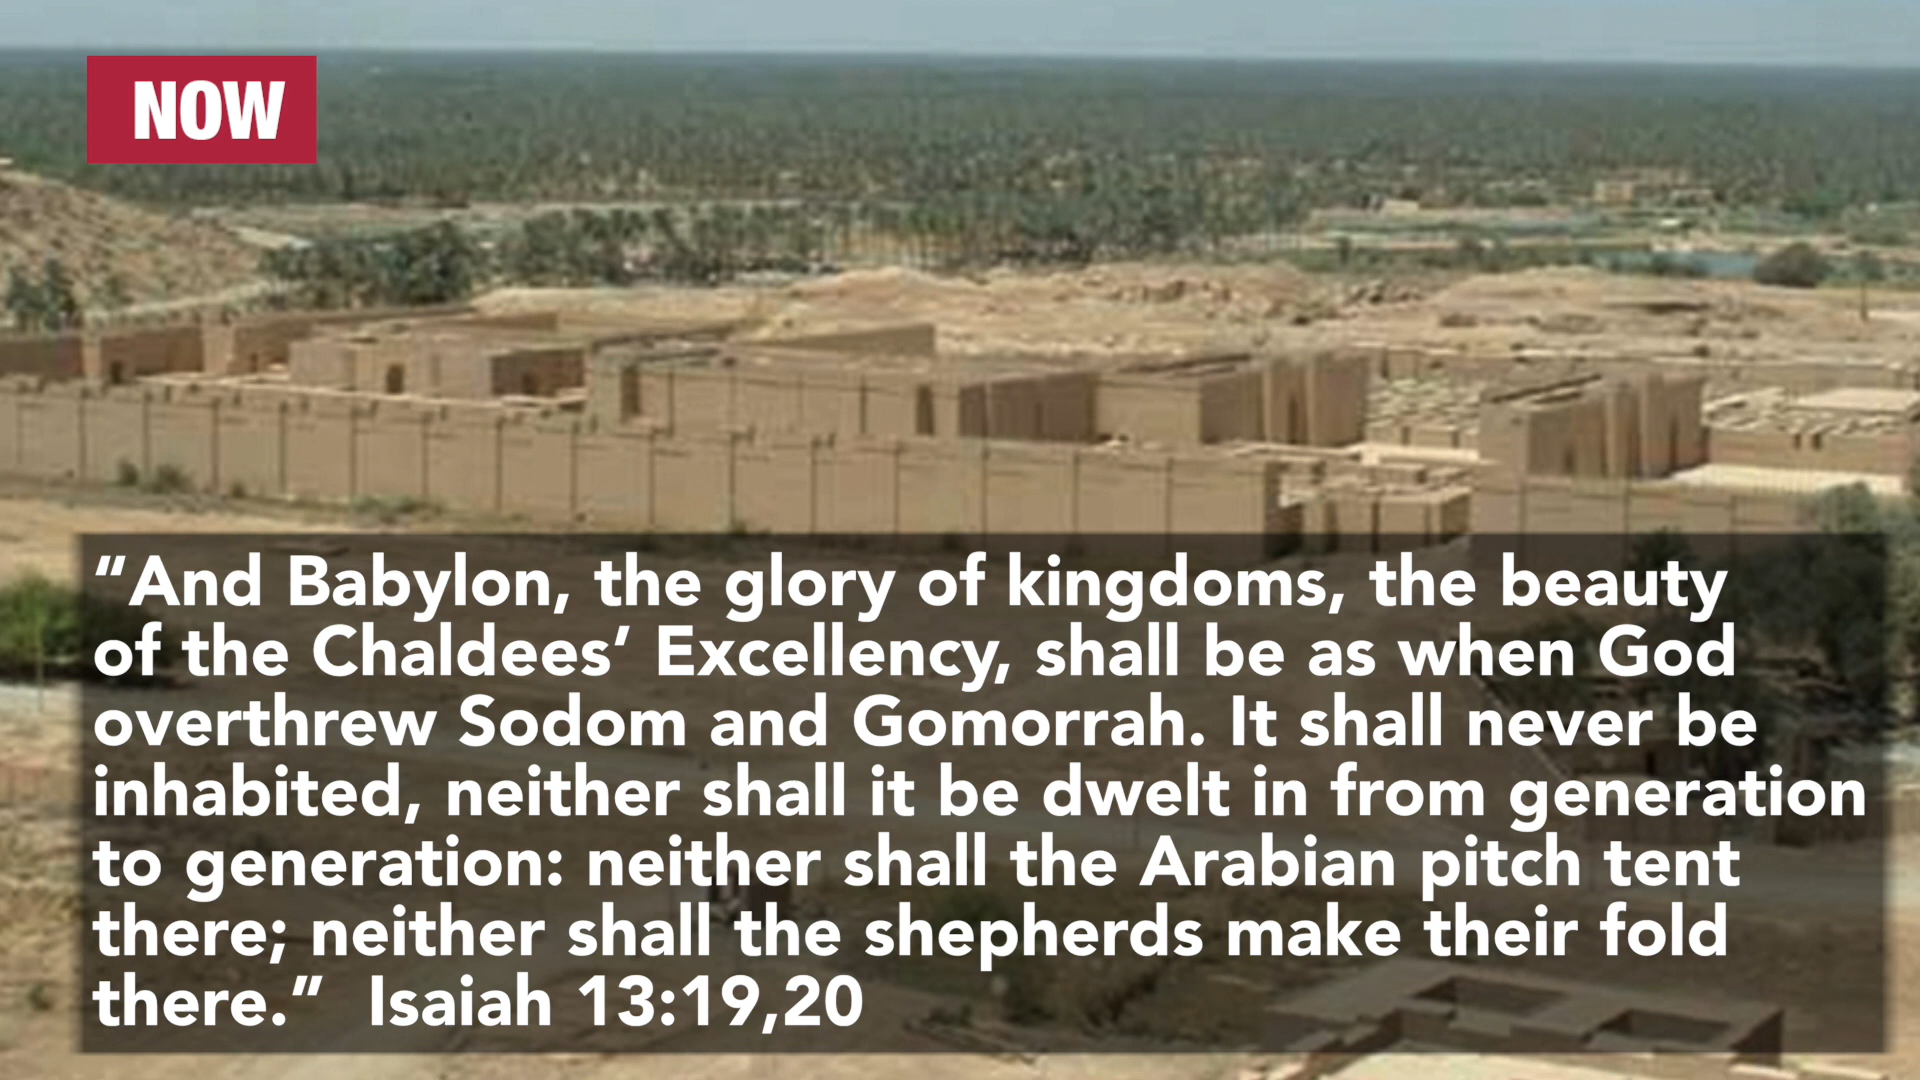 NOW
“And Babylon, the glory of kingdoms, the beauty
of the Chaldees’ Excellency, shall be as when God
overthrew Sodom and Gomorrah. It shall never be
inhabited, neither shall it be dwelt in from generation
to generation: neither shall the Arabian pitch tent
there; neither shall the shepherds make their fold
there.”  Isaiah 13:19,20